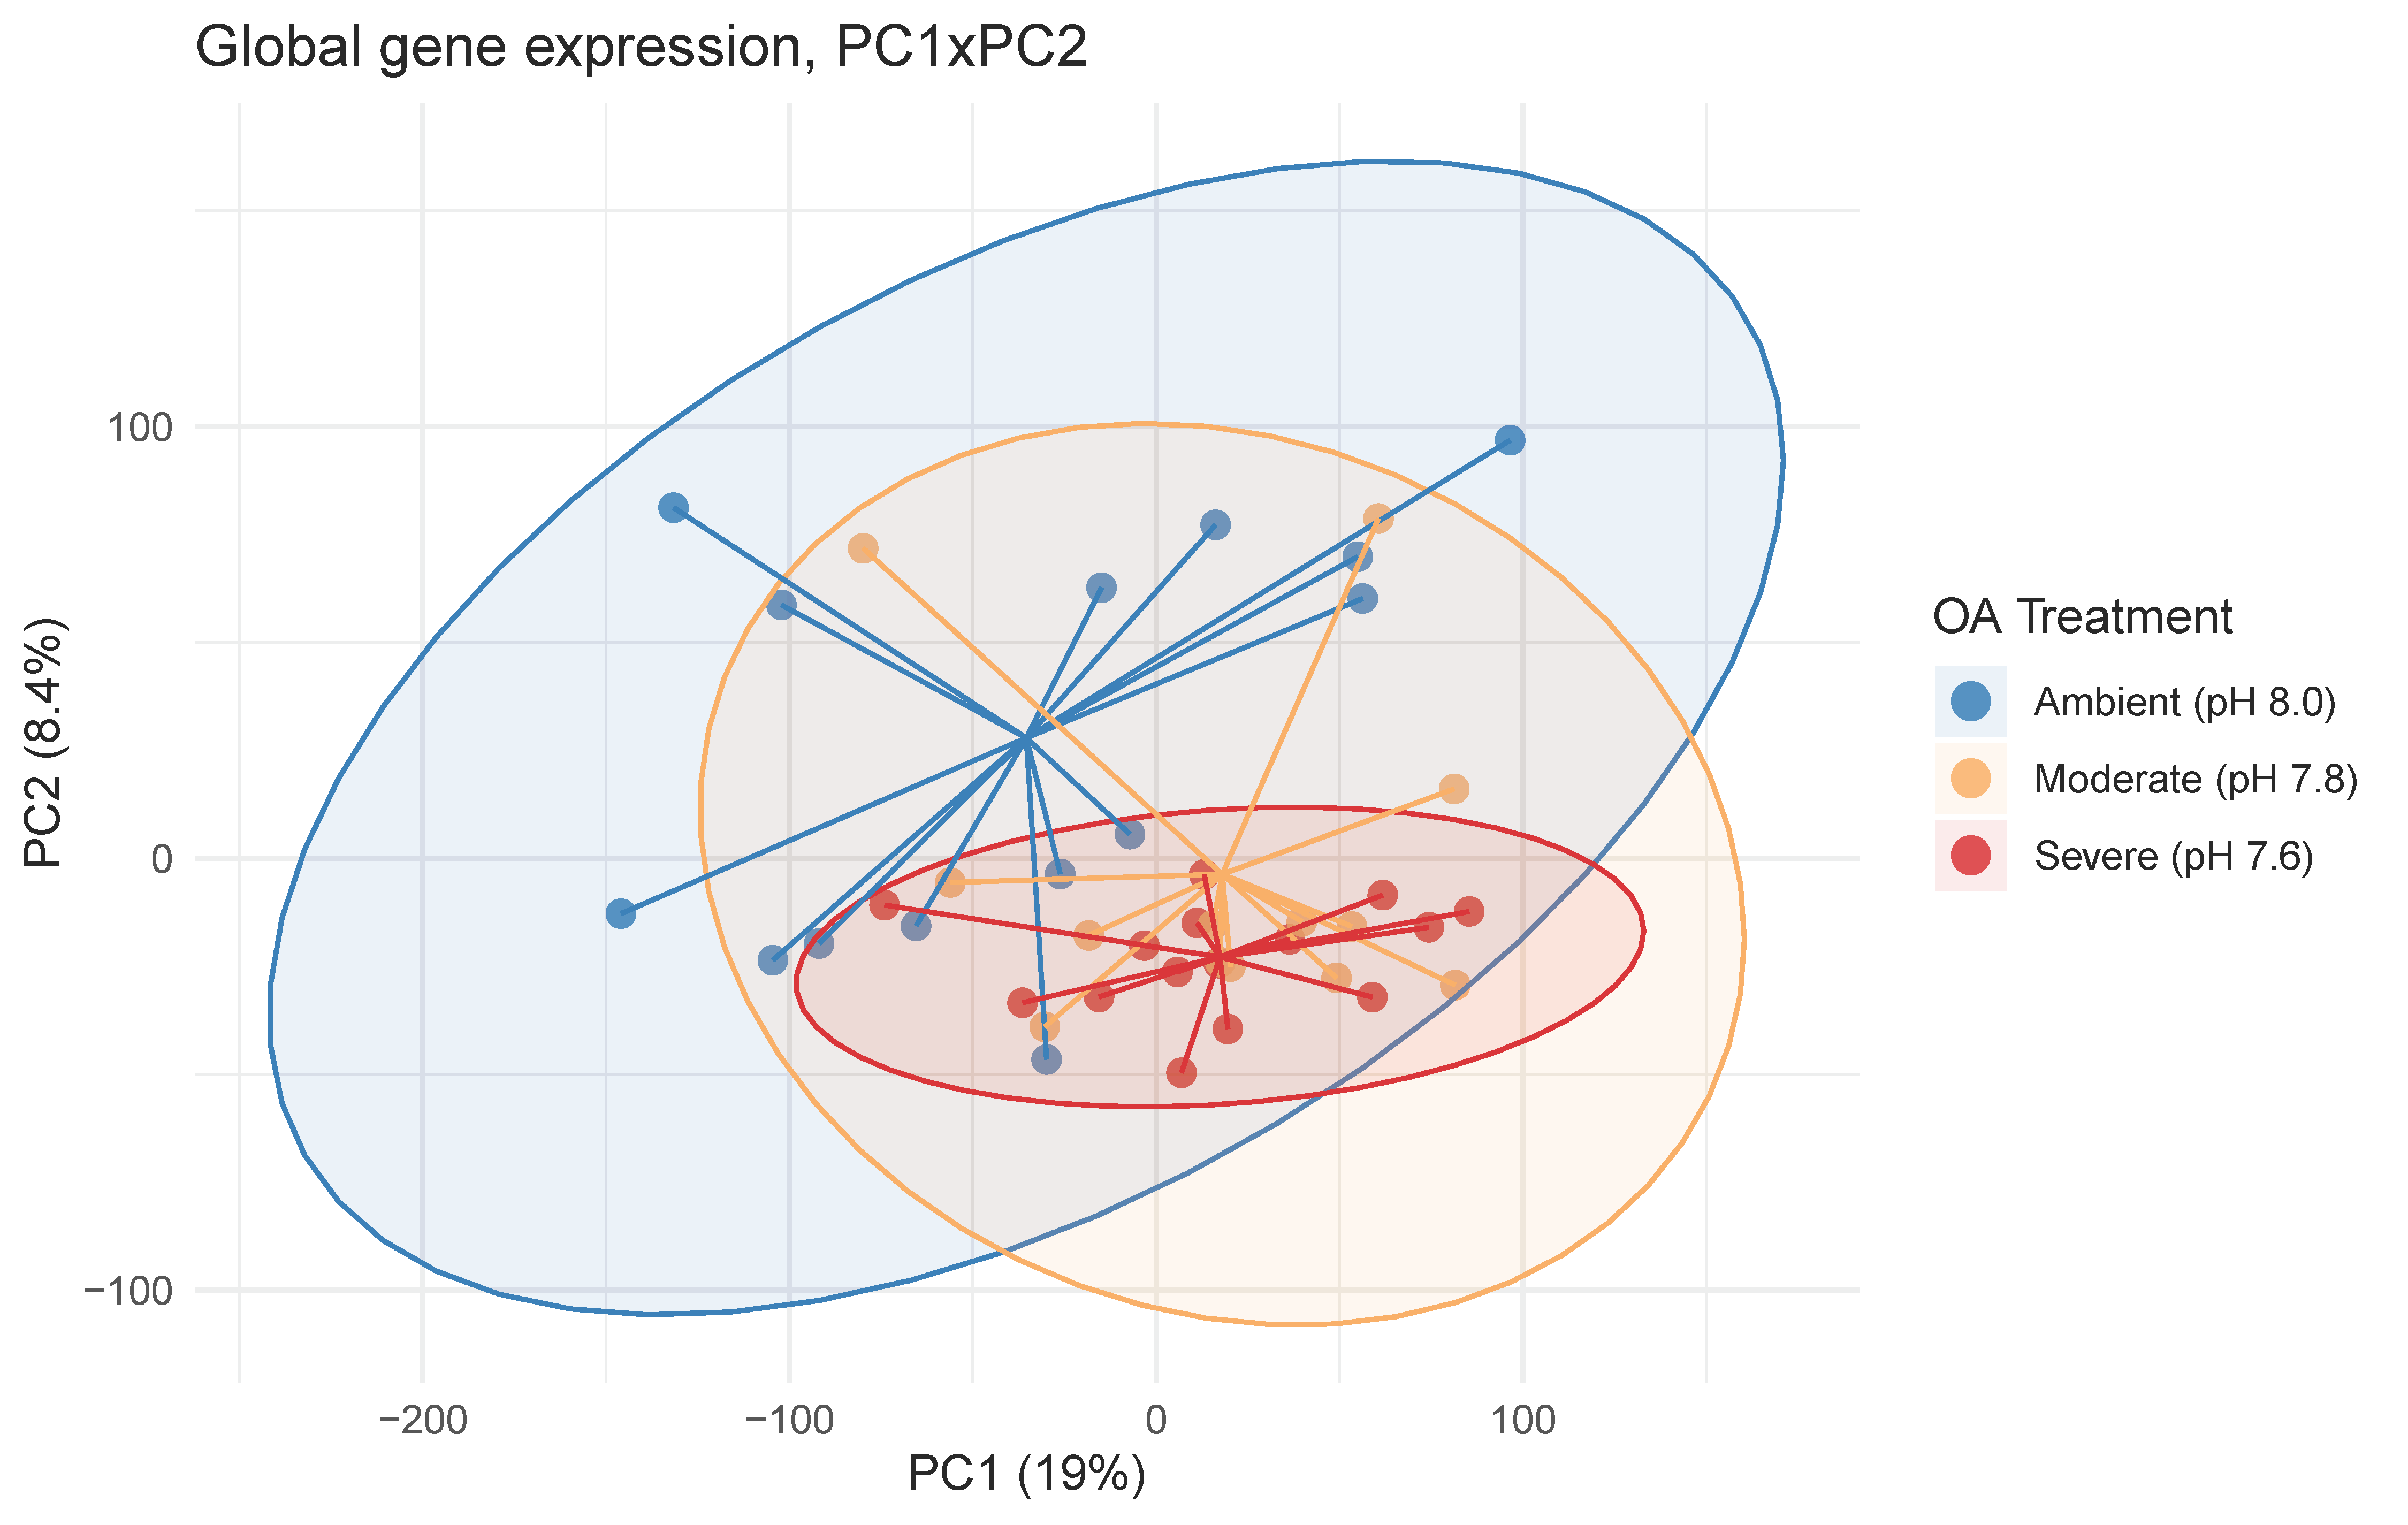 Global gene expression, PC1xPC2
PC2 (8.4%)
100
0
−100
−200
−100
0
100
PC1 (19%)
OA Treatment
Ambient (pH 8.0)
Moderate (pH 7.8)
Severe (pH 7.6)